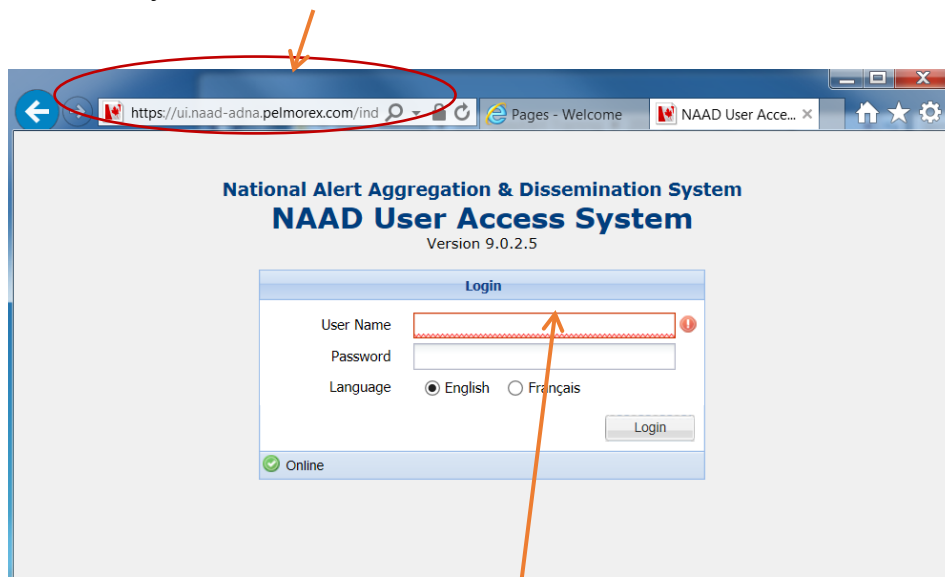 https://ui.naad-adna.pelmorex.com/ind
Pages - Welcome
NAAD User Acce...
National Alert Aggregation & Dissemination System
NAAD User Access System
Version 9.0.2.5
Login
User Name
Password
Language
English
Français
Login
Online